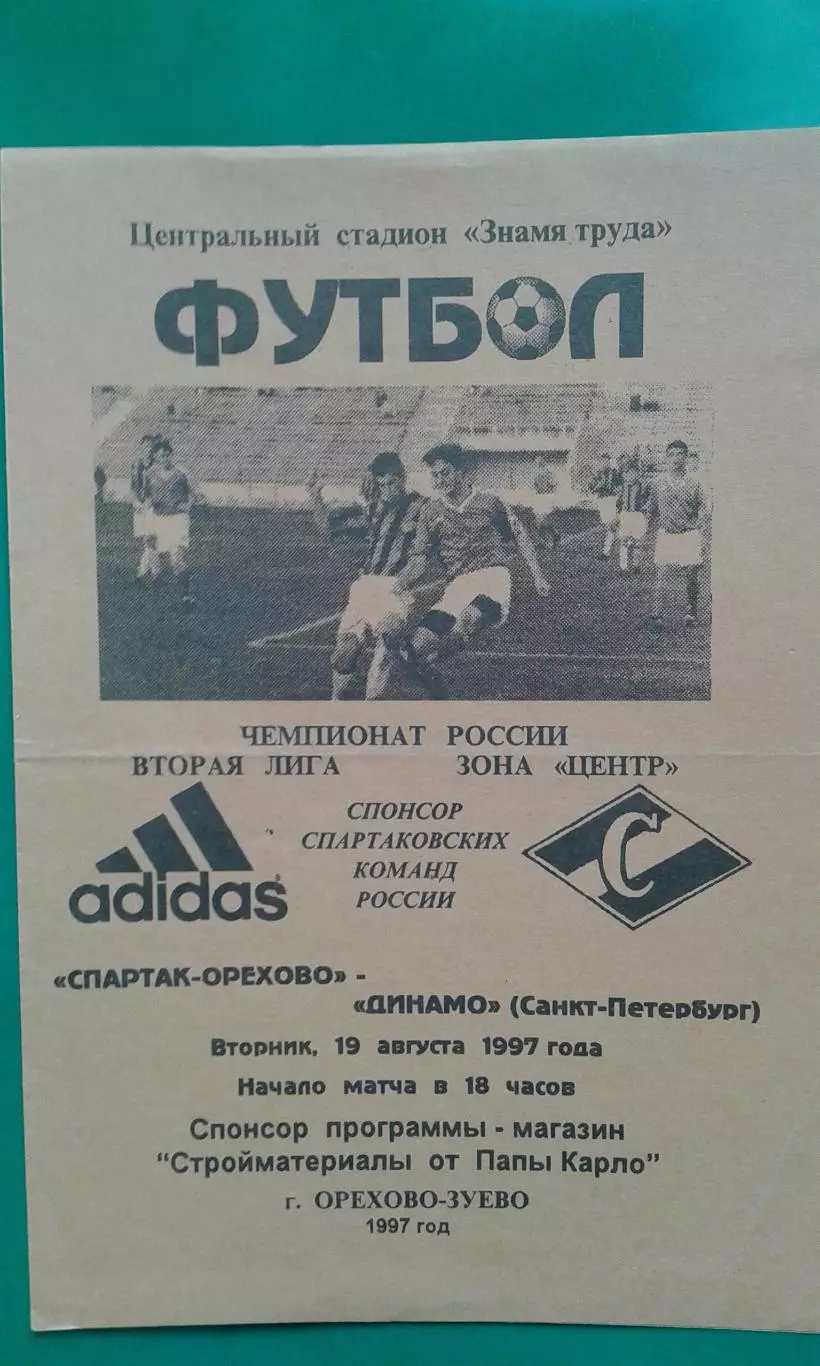 Центральный стадион «Знамя труда»
ФУТБОЛ
ЧЕМПИОНАТ РОССИИ
ВТОРАЯ ЛИГА ЗОНА «ЦЕНТР»
adidas
СПОНСОР
СПАРТАКОВСКИХ
КОМАНД
РОССИИ
С
«СПАРТАК-ОРЕХОВО» -
«ДИНАМО» (Санкт-Петербург)
Вторник, 19 августа 1997 года
Начало матча в 18 часов
Спонсор программы - магазин
"Стройматериалы от Папы Карло"
г. ОРЕХОВО-ЗУЕВО
1997 год